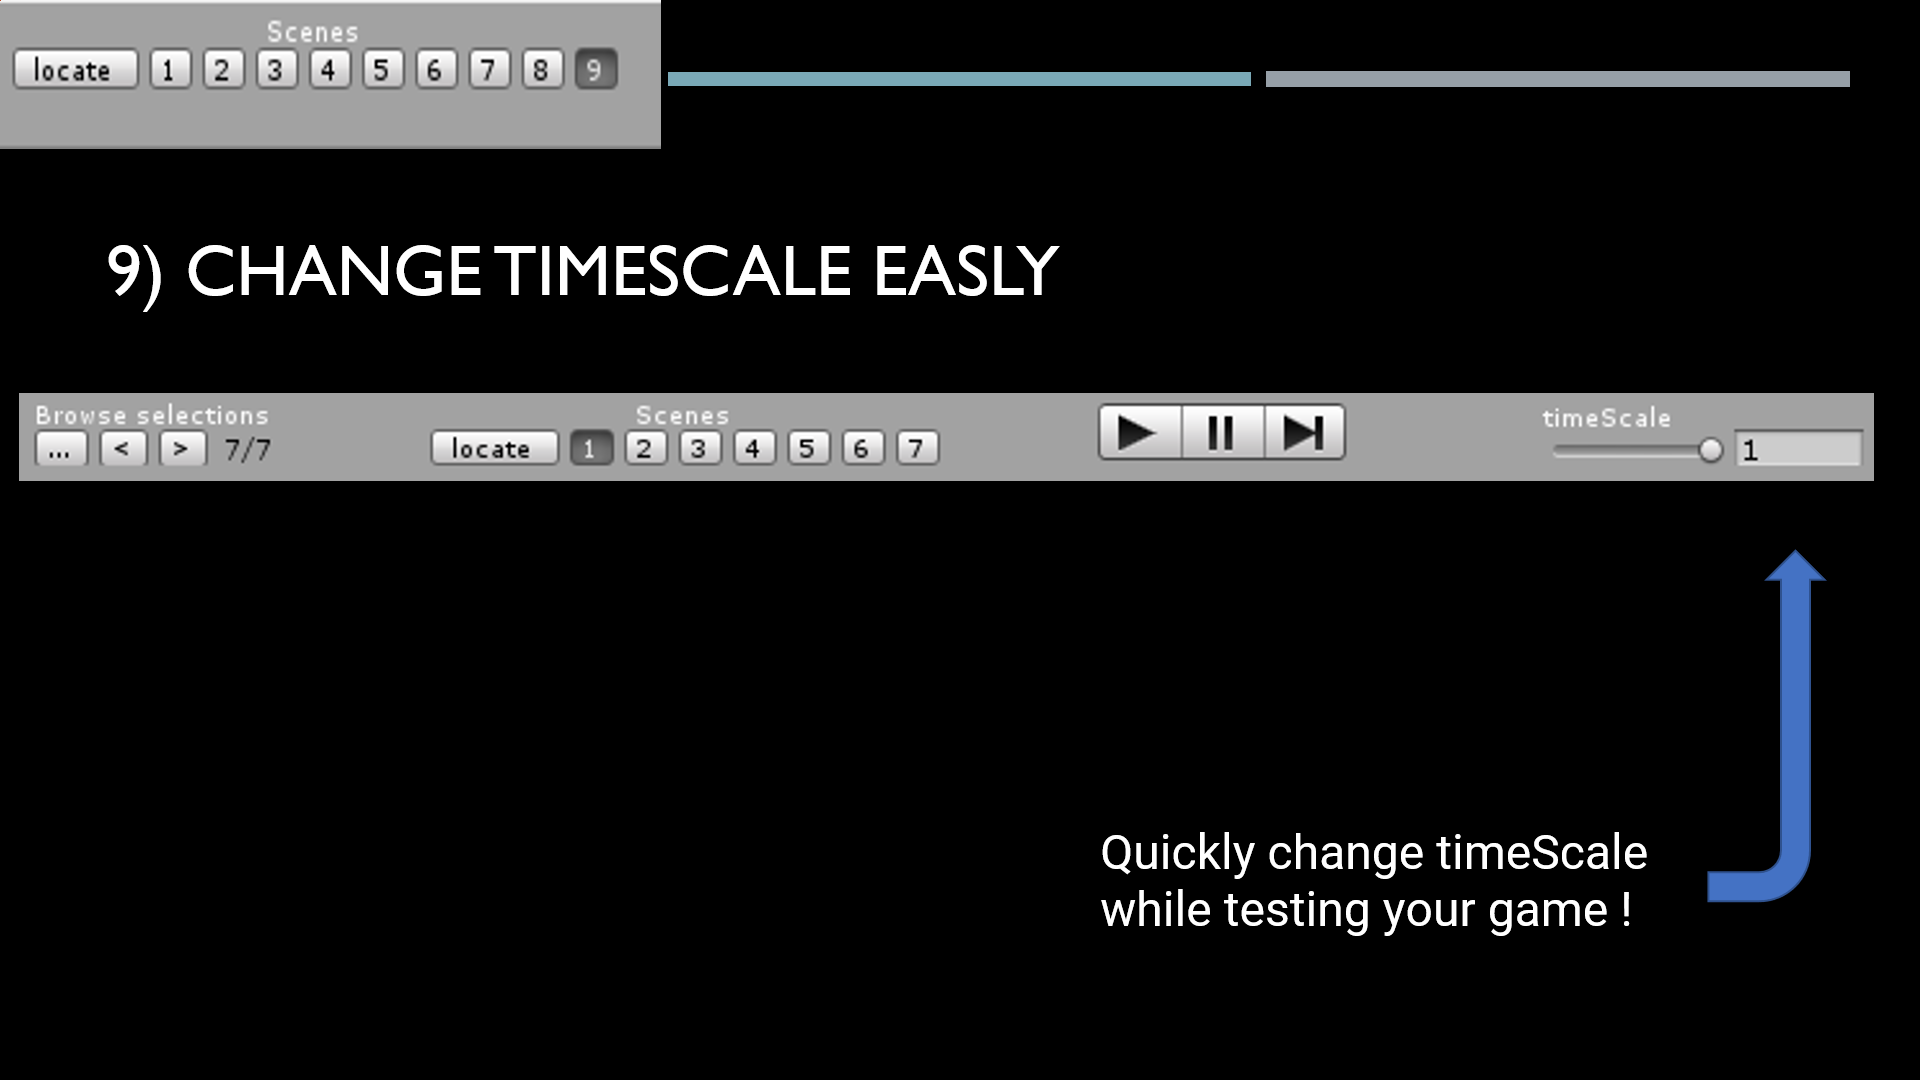 Scenes
locate 1 2 3 4 5 6 7 8 9
9) CHANGE TIMESCALE EASLY
Browse selections
... < > 7/7
Scenes
locate 1 2 3 4 5 6 7
timeScale
1
Quickly change timeScale
while testing your game !